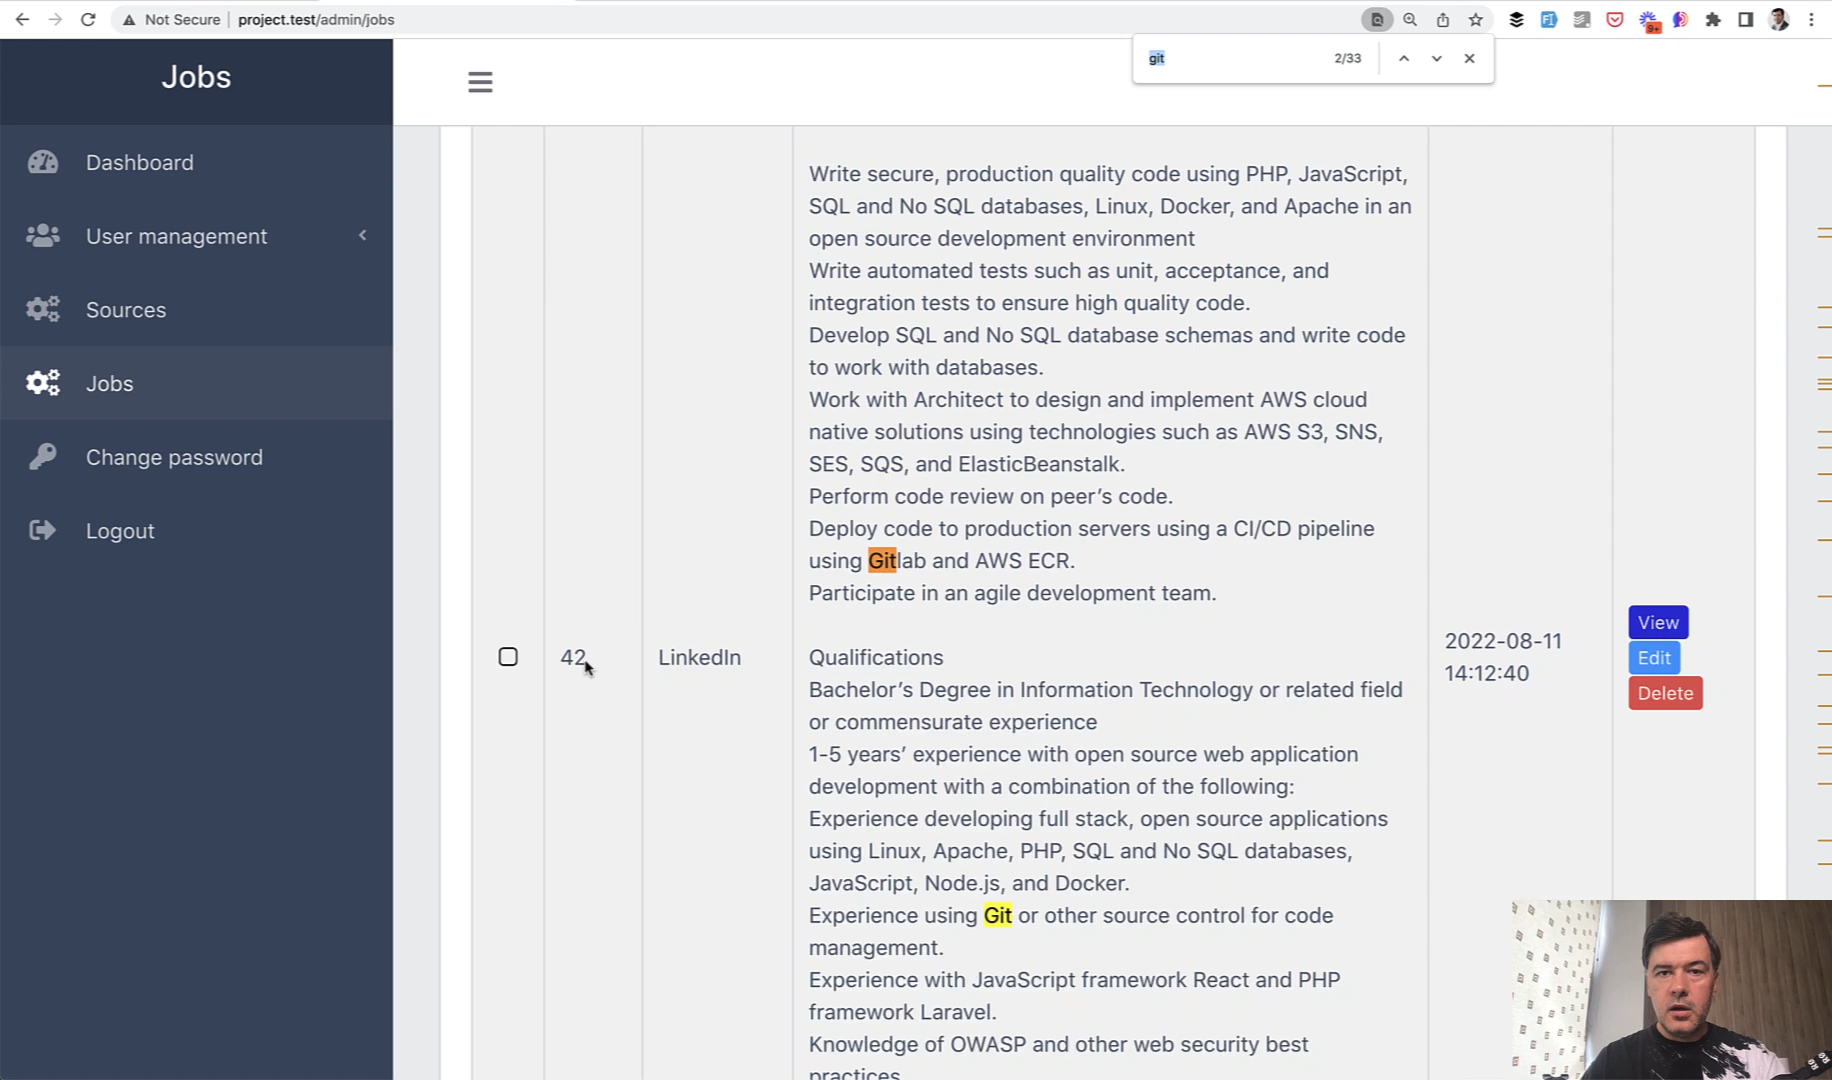 Not Secure project.test/admin/jobs
9+
git 2/33
Jobs
Dashboard
User management
Sources
Jobs
Change password
Logout
Write secure, production quality code using PHP, JavaScript,
SQL and No SQL databases, Linux, Docker, and Apache in an
open source development environment
Write automated tests such as unit, acceptance, and
integration tests to ensure high quality code.
Develop SQL and No SQL database schemas and write code
to work with databases.
Work with Architect to design and implement AWS cloud
native solutions using technologies such as AWS S3, SNS,
SES, SQS, and ElasticBeanstalk.
Perform code review on peer’s code.
Deploy code to production servers using a CI/CD pipeline
using Gitlab and AWS ECR.
Participate in an agile development team.
42
LinkedIn
Qualifications
Bachelor’s Degree in Information Technology or related field
or commensurate experience
1-5 years’ experience with open source web application
development with a combination of the following:
Experience developing full stack, open source applications
using Linux, Apache, PHP, SQL and No SQL databases,
JavaScript, Node.js, and Docker.
Experience using Git or other source control for code
management.
Experience with JavaScript framework React and PHP
framework Laravel.
Knowledge of OWASP and other web security best
practices
2022-08-11
14:12:40
View
Edit
Delete